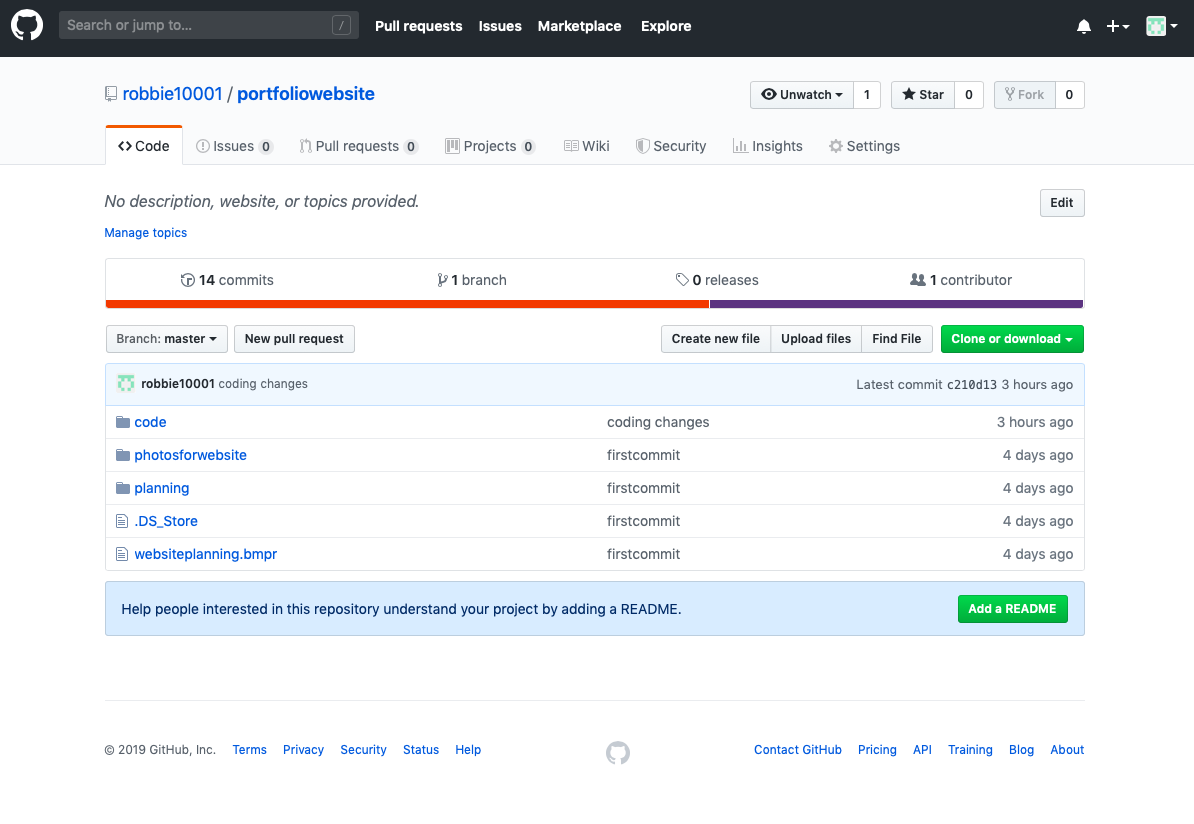 Search or jump to... /
Pull requests Issues Marketplace Explore
robbie10001 / portfoliowebsite
Unwatch 1 Star 0 Fork 0
Code Issues 0 Pull requests 0 Projects 0 Wiki Security Insights Settings
No description, website, or topics provided.
Edit
Manage topics
14 commits 1 branch 0 releases 1 contributor
Branch: master New pull request Create new file Upload files Find File Clone or download
robbie10001 coding changes Latest commit c210d13 3 hours ago
code coding changes 3 hours ago
photosforwebsite firstcommit 4 days ago
planning firstcommit 4 days ago
.DS_Store firstcommit 4 days ago
websiteplanning.bmpr firstcommit 4 days ago
Help people interested in this repository understand your project by adding a README. Add a README
© 2019 GitHub, Inc. Terms Privacy Security Status Help Contact GitHub Pricing API Training Blog About